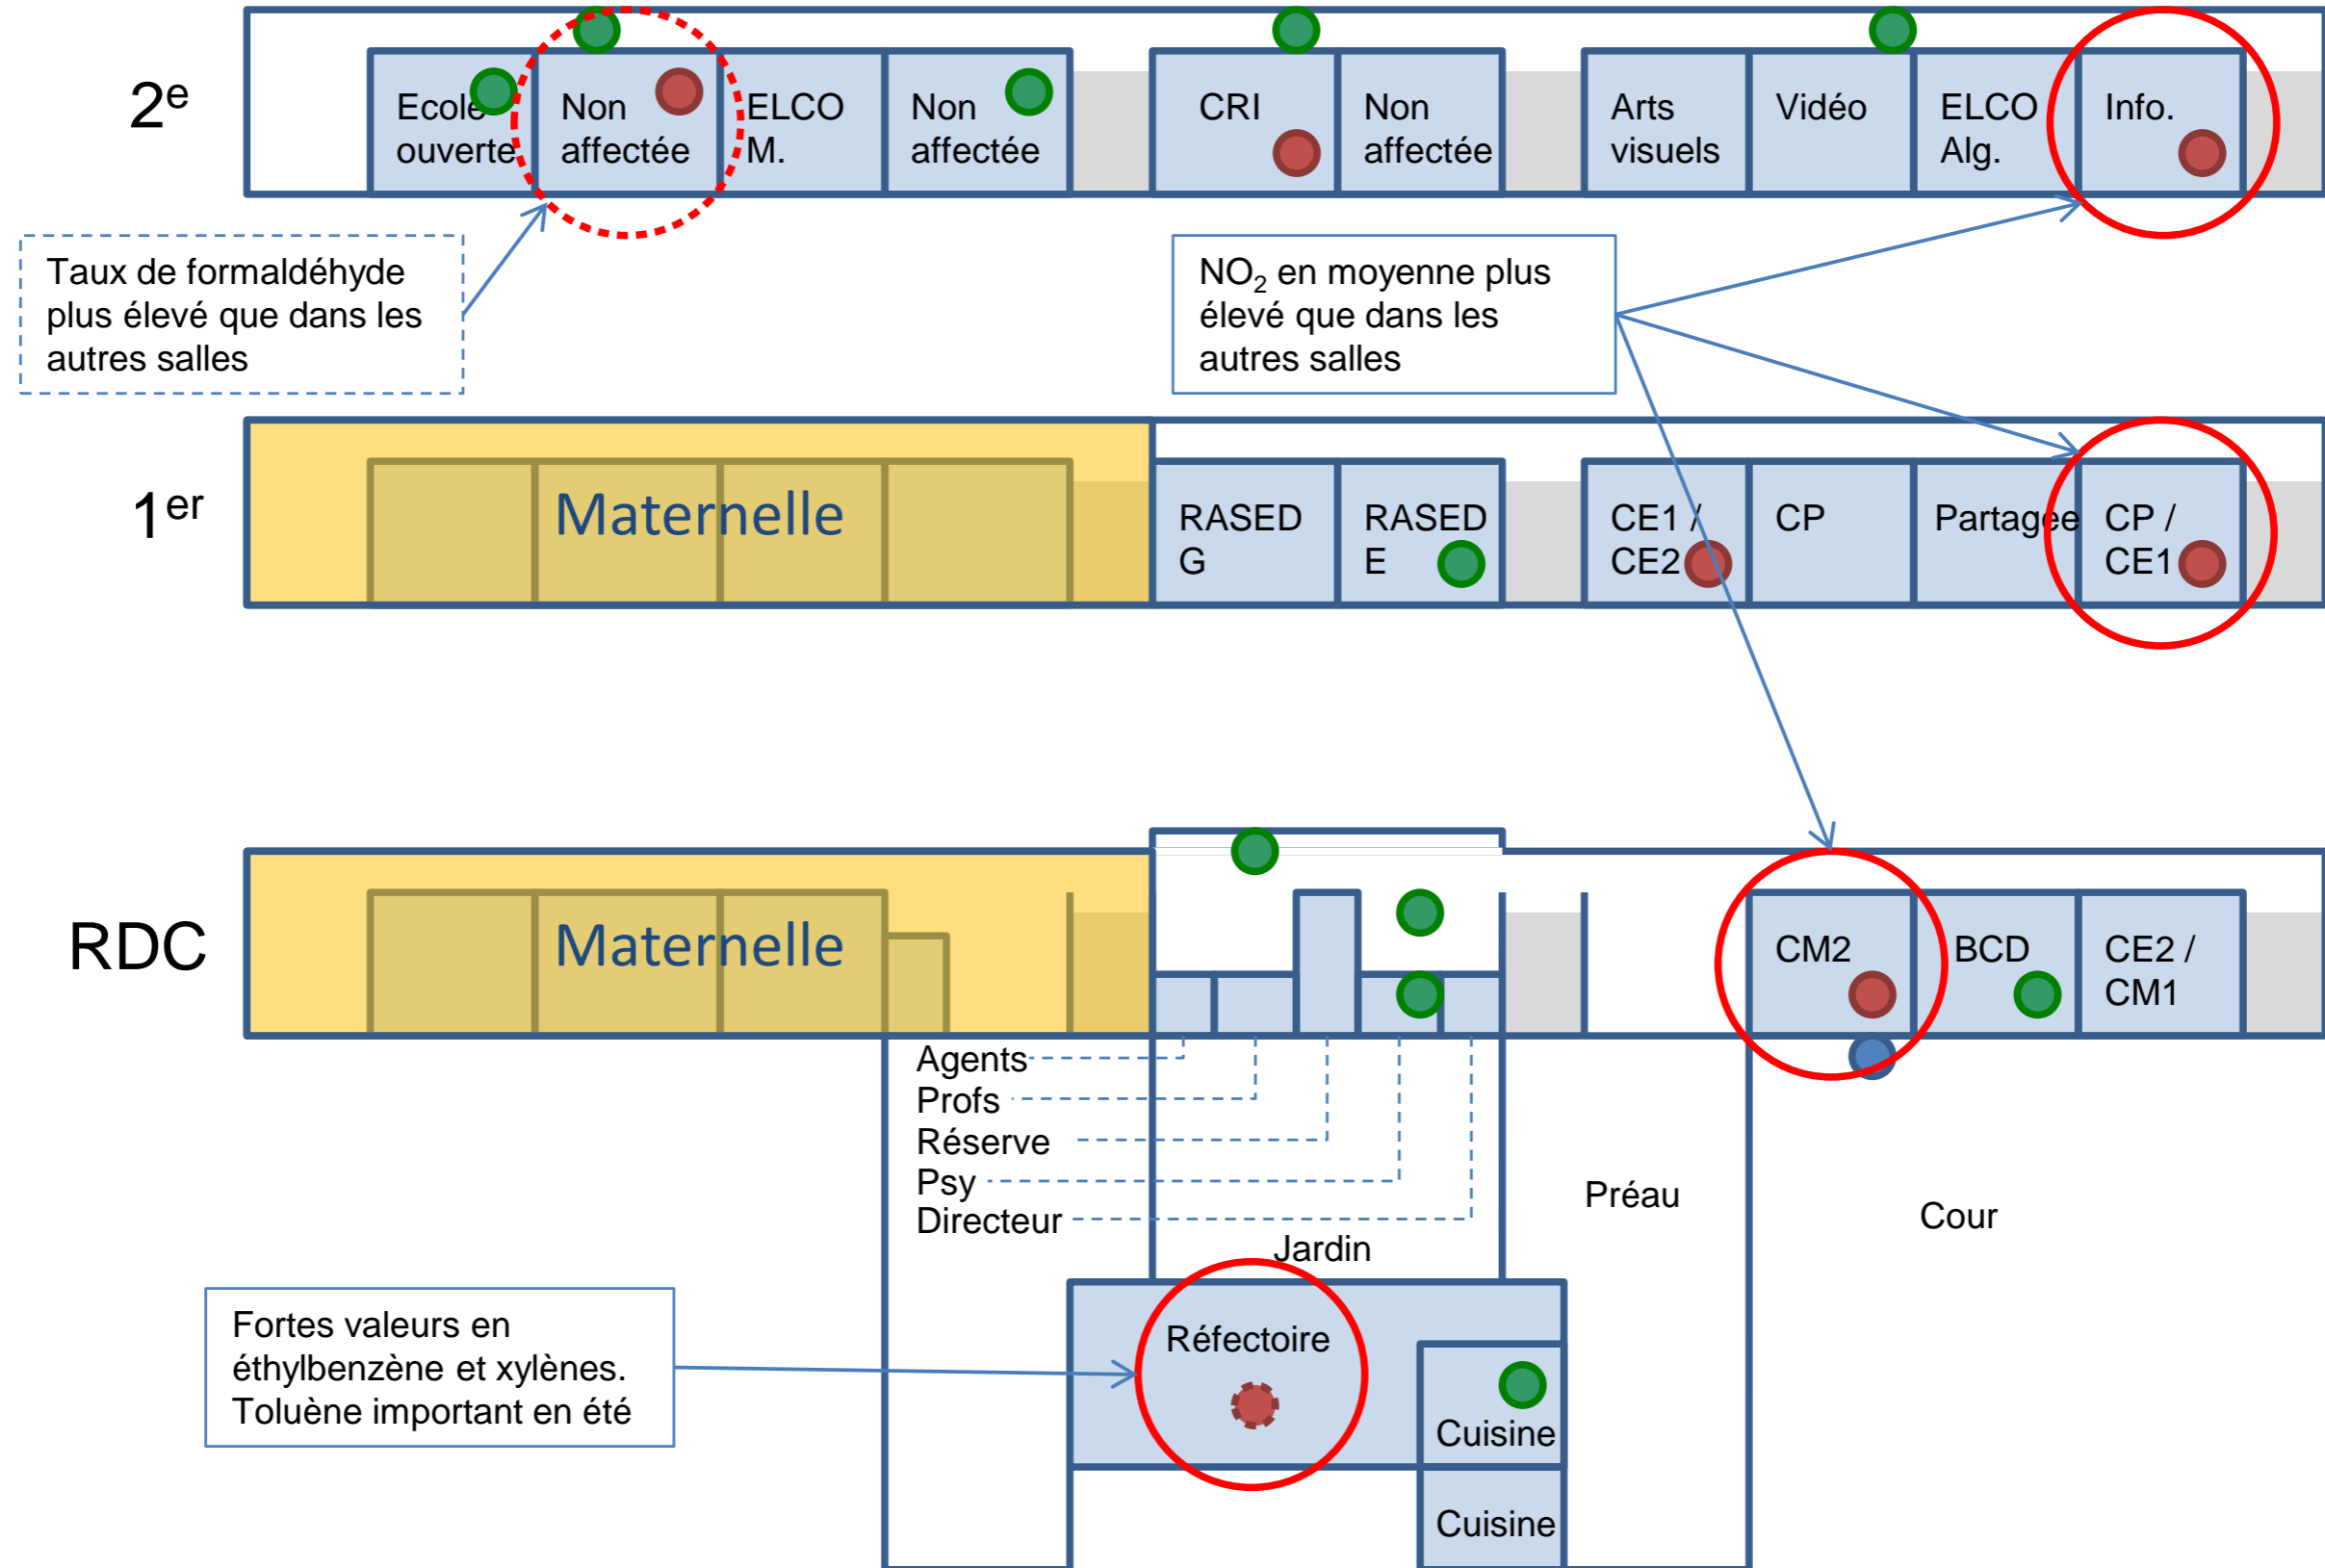 2e
Ecole
ouverte
Non
affectée
ELCO
M.
Non
affectée
CRI
Non
affectée
Arts
visuels
Vidéo
ELCO
Alg.
Info.
Taux de formaldéhyde
plus élevé que dans les
autres salles
NO2 en moyenne plus
élevé que dans les
autres salles
1er
Maternelle
RASED
G
RASED
E
CE1 /
CE2
CP
Partagée
CP /
CE1
RDC
Maternelle
CM2
BCD
CE2 /
CM1
Agents
Profs
Réserve
Psy
Directeur
Jardin
Préau
Cour
Fortes valeurs en
éthylbenzène et xylènes.
Toluène important en été
Réfectoire
Cuisine
Cuisine